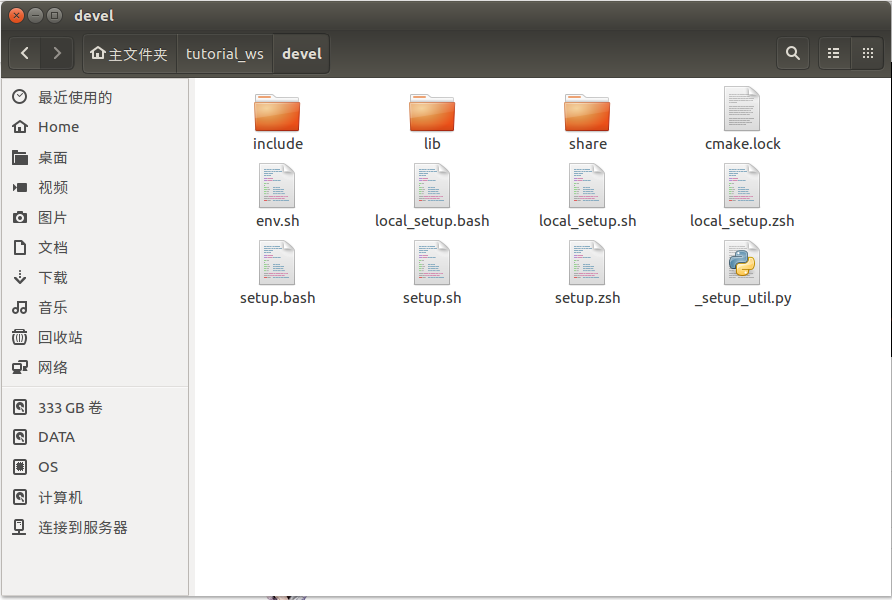 devel
主文件夹 tutorial_ws devel
最近使用的
Home
桌面
视频
图片
文档
下载
音乐
回收站
网络
333 GB 卷
DATA
OS
计算机
连接到服务器
include lib share cmake.lock
env.sh local_setup.bash local_setup.sh local_setup.zsh
setup.bash setup.sh setup.zsh _setup_util.py